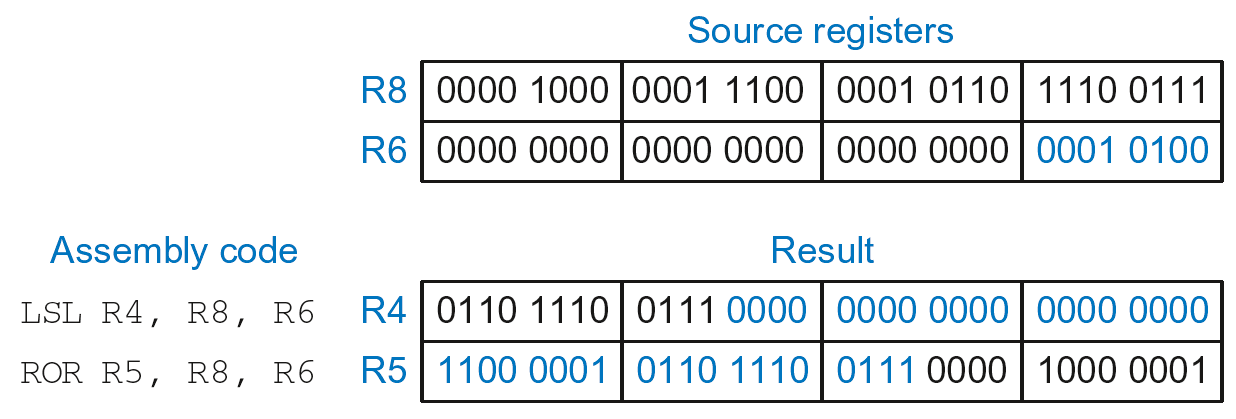 Source registers
R8 0000 1000 0001 1100 0001 0110 1110 0111
R6 0000 0000 0000 0000 0000 0000 0001 0100
Assembly code Result
LSL R4, R8, R6 R4 0110 1110 0111 0000 0000 0000 0000 0000
ROR R5, R8, R6 R5 1100 0001 0110 1110 0111 0000 1000 0001